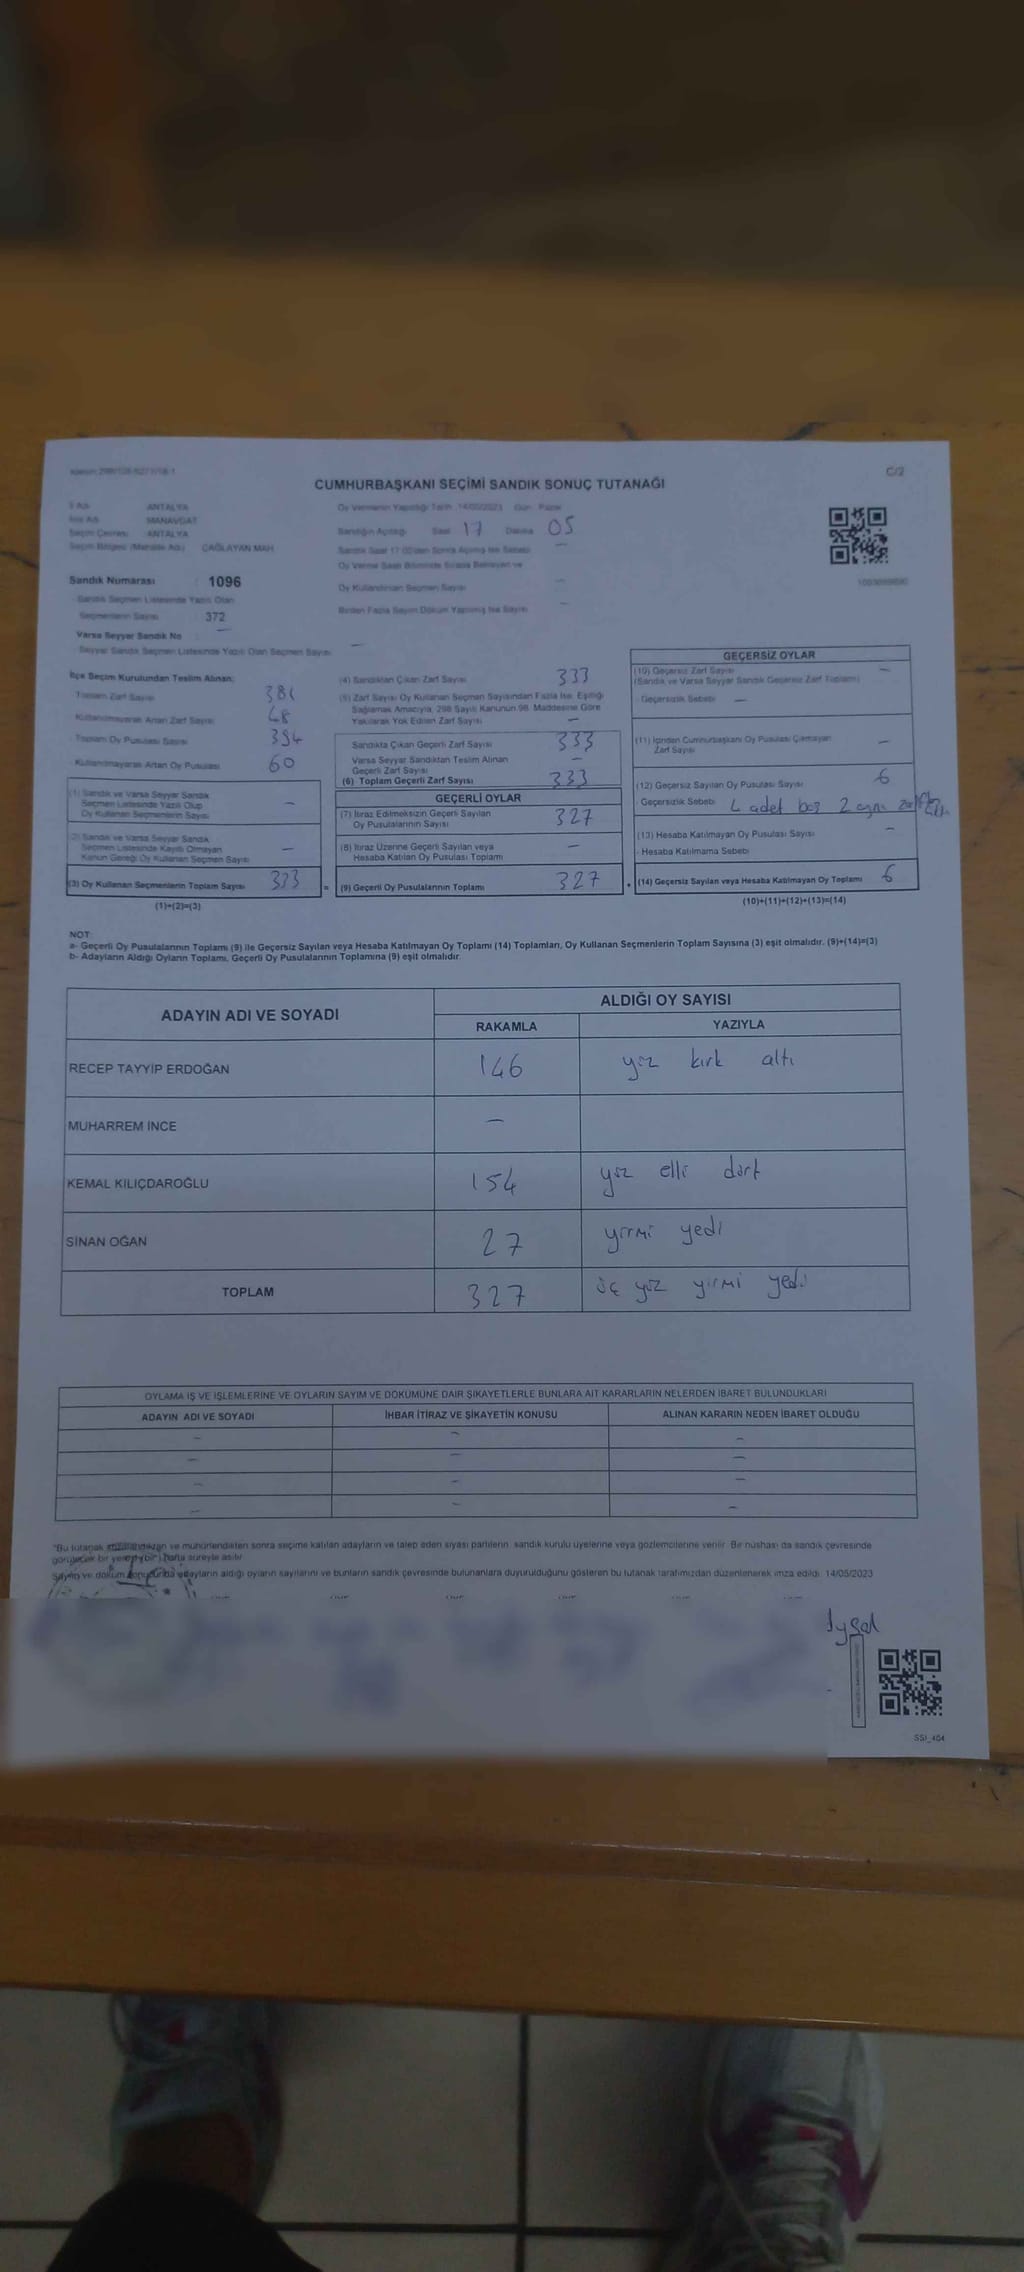 C/2
CUMHURBAŞKANI SEÇİMİ SANDIK SONUÇ TUTANAĞI
İl Adı ANTALYA
İlçe Adı MANAVGAT
Seçim Çevresi ANTALYA
Seçim Bölgesi (Mahalle Adı) ÇAĞLAYAN MAH
Sandık Numarası : 1096
Sandık Seçmen Listesinde Yazılı Olan
Seçmenlerin Sayısı 372
Varsa Seyyar Sandık No –
Seyyar Sandık Seçmen Listesinde Yazılı Olan Seçmen Sayısı –
Oy Vermenin Yapıldığı Tarih 14/05/2023 Gün Pazar
Sandığın Açılışı Saat 17 Dakika 05
Sandık Saat 17:00'den Sonra Açılmış İse Sebebi –
Oy Verme Saati Bitiminde Sırada Bekleyen ve
Oy Kullandırılan Seçmen Sayısı –
Birden Fazla Sayım Döküm Yapılmış İse Sayısı –
İlçe Seçim Kurulundan Teslim Alınan:
Toplam Zarf Sayısı
Kullanılmayarak Artan Zarf Sayısı 48
Toplam Oy Pusulası Sayısı 394
Kullanılmayarak Artan Oy Pusulası 60
(1) Sandık ve Varsa Seyyar Sandık
Seçmen Listesinde Yazılı Olup
Oy Kullanan Seçmenlerin Sayısı –
(2) Sandık ve Varsa Seyyar Sandık
Seçmen Listesinde Kayıtlı Olmayan
Kanun Gereği Oy Kullanan Seçmen Sayısı –
(3) Oy Kullanan Seçmenlerin Toplam Sayısı 333
(1)+(2)=(3)
(4) Sandıktan Çıkan Zarf Sayısı 333
(5) Zarf Sayısı Oy Kullanan Seçmen Sayısından Fazla İse, Eşitliği
Sağlamak Amacıyla, 298 Sayılı Kanunun 98. Maddesine Göre
Yakılarak Yok Edilen Zarf Sayısı –
Sandıkta Çıkan Geçerli Zarf Sayısı 333
Varsa Seyyar Sandıktan Teslim Alınan
Geçerli Zarf Sayısı –
(6) Toplam Geçerli Zarf Sayısı 333
GEÇERLİ OYLAR
(7) İtiraz Edilmeksizin Geçerli Sayılan
Oy Pusulalarının Sayısı 327
(8) İtiraz Üzerine Geçerli Sayılan veya
Hesaba Katılan Oy Pusulası Toplamı –
= (9) Geçerli Oy Pusulalarının Toplamı 327
GEÇERSİZ OYLAR
(10) Geçersiz Zarf Sayısı –
(Sandık ve Varsa Seyyar Sandık Geçersiz Zarf Toplamı)
- Geçersizlik Sebebi –
(11) İçinden Cumhurbaşkanı Oy Pusulası Çıkmayan
Zarf Sayısı –
(12) Geçersiz Sayılan Oy Pusulası Sayısı 6
- Geçersizlik Sebebi 4 adet boş 2 aynı
(13) Hesaba Katılmayan Oy Pusulası Sayısı –
- Hesaba Katılmama Sebebi
+ (14) Geçersiz Sayılan veya Hesaba Katılmayan Oy Toplamı 6
(10)+(11)+(12)+(13)=(14)
NOT:
a- Geçerli Oy Pusulalarının Toplamı (9) ile Geçersiz Sayılan veya Hesaba Katılmayan Oy Toplamı (14) Toplamları, Oy Kullanan Seçmenlerin Toplam Sayısına (3) eşit olmalıdır. (9)+(14)=(3)
b- Adayların Aldığı Oyların Toplamı, Geçerli Oy Pusulalarının Toplamına (9) eşit olmalıdır.
ADAYIN ADI VE SOYADI ALDIĞI OY SAYISI
RAKAMLA YAZIYLA
RECEP TAYYİP ERDOĞAN 146 yüz kırk altı
MUHARREM İNCE –
KEMAL KILIÇDAROĞLU 154 yüz elli dört
SİNAN OĞAN 27 yirmi yedi
TOPLAM 327 üç yüz yirmi yedi
OYLAMA İŞ VE İŞLEMLERİNE VE OYLARIN SAYIM VE DÖKÜMÜNE DAİR ŞİKAYETLERLE BUNLARA AİT KARARLARIN NELERDEN İBARET BULUNDUKLARI
ADAYIN ADI VE SOYADI İHBAR İTİRAZ VE ŞİKAYETİN KONUSU ALINAN KARARIN NEDEN İBARET OLDUĞU
– – –
– – –
– – –
– – –
"Bu tutanak imzalandıktan ve mühürlendikten sonra seçime katılan adayların ve talep eden siyasi partilerin, sandık kurulu üyelerine veya gözlemcilerine verilir. Bir nüshası da sandık çevresinde
görülecek bir yere (bir) hafta süreyle asılır.
Sayım ve döküm sonucunda adayların aldığı oyların sayılarını ve bunların sandık çevresinde bulunanlara duyurulduğunu gösteren bu tutanak tarafımızdan düzenlenerek imza edildi. 14/05/2023
SSI_404